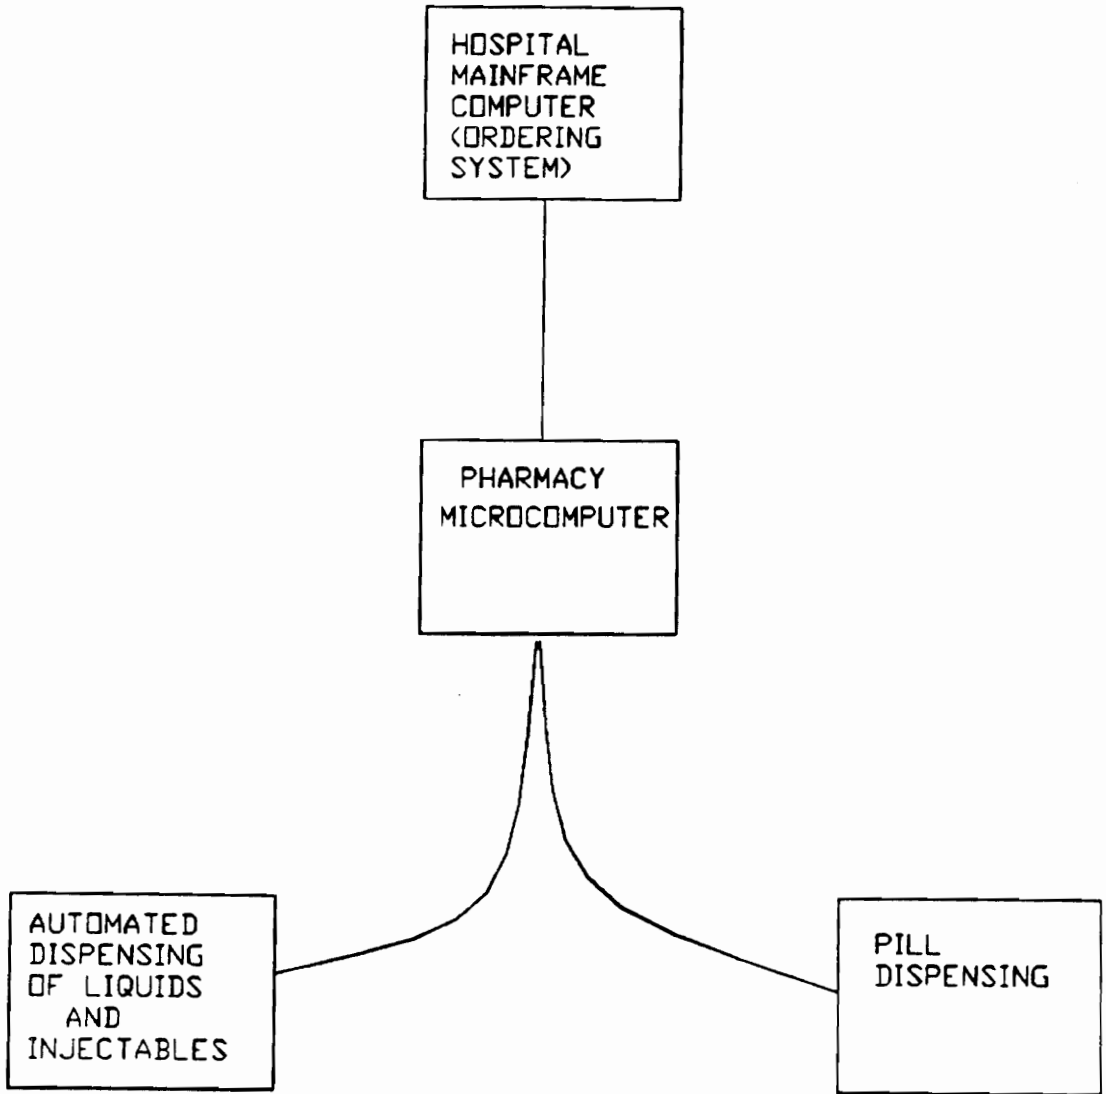 HOSPITAL
MAINFRAME
COMPUTER
(ORDERING
SYSTEM)
PHARMACY
MICROCOMPUTER
AUTOMATED
DISPENSING
OF LIQUIDS
AND
INJECTABLES
PILL
DISPENSING